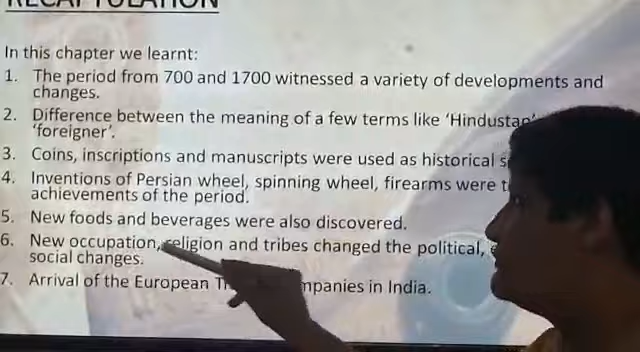 RECAPTULATION
In this chapter we learnt:
1. The period from 700 and 1700 witnessed a variety of developments and
changes.
2. Difference between the meaning of a few terms like 'Hindustan'
'foreigner'.
3. Coins, inscriptions and manuscripts were used as historical
4. Inventions of Persian wheel, spinning wheel, firearms were
achievements of the period.
5. New foods and beverages were also discovered.
6. New occupation, religion and tribes changed the political,
social changes.
7. Arrival of the European in India.